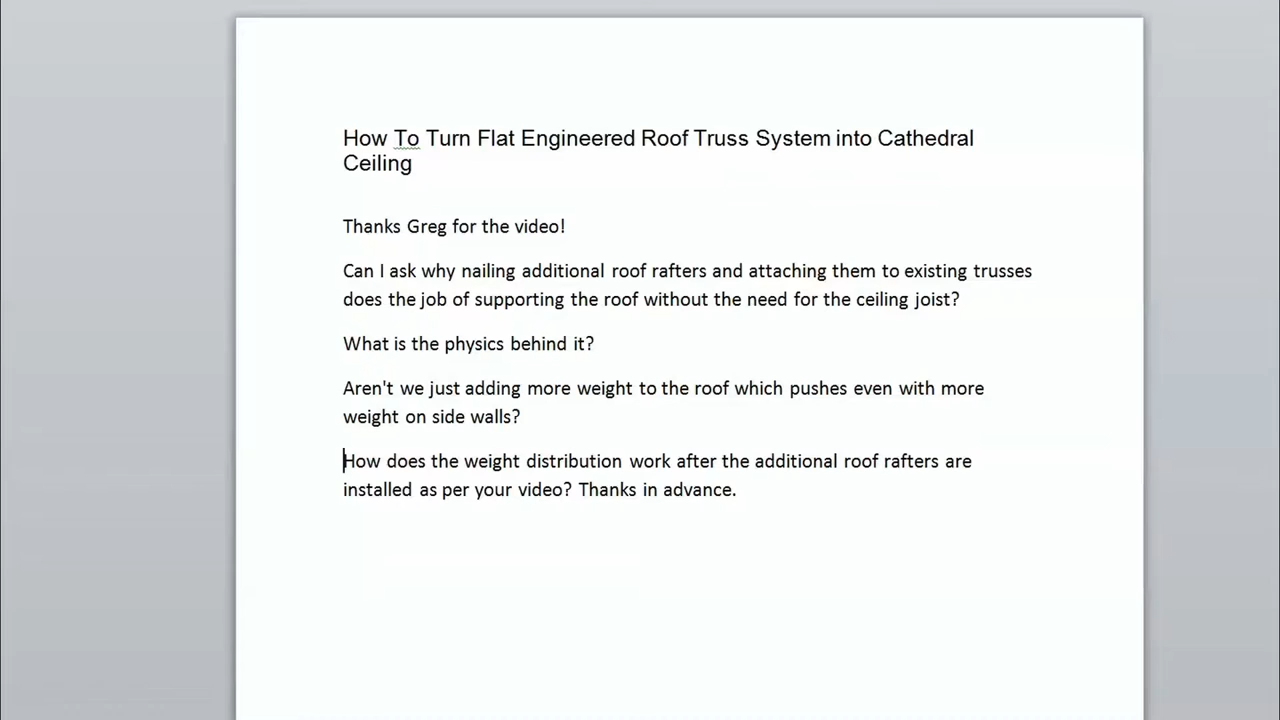 How To Turn Flat Engineered Roof Truss System into Cathedral
Ceiling
Thanks Greg for the video!
Can I ask why nailing additional roof rafters and attaching them to existing trusses
does the job of supporting the roof without the need for the ceiling joist?
What is the physics behind it?
Aren't we just adding more weight to the roof which pushes even with more
weight on side walls?
How does the weight distribution work after the additional roof rafters are
installed as per your video? Thanks in advance.